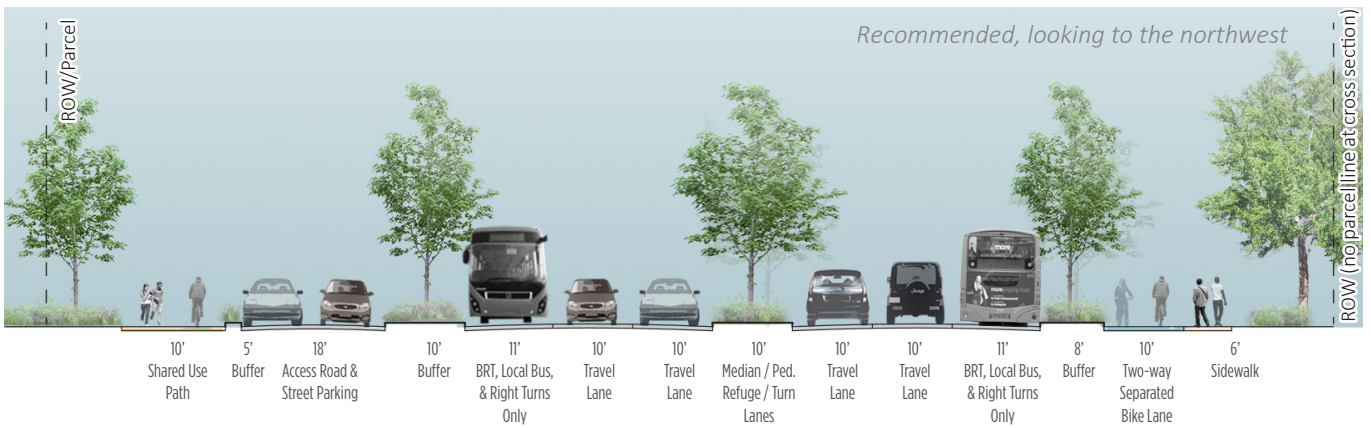 Recommended, looking to the northwest
ROW/Parcel
ROW (no parcel line at cross section)
more
more
Jeep
10’
Shared Use
Path
5’
Buffer
18’
Access Road &
Street Parking
10’
Buffer
11’
BRT, Local Bus,
& Right Turns
Only
10’
Travel
Lane
10’
Travel
Lane
10’
Median / Ped.
Refuge / Turn
Lanes
10’
Travel
Lane
10’
Travel
Lane
11’
BRT, Local Bus,
& Right Turns
Only
8’
Buffer
10’
Two-way
Separated
Bike Lane
6’
Sidewalk